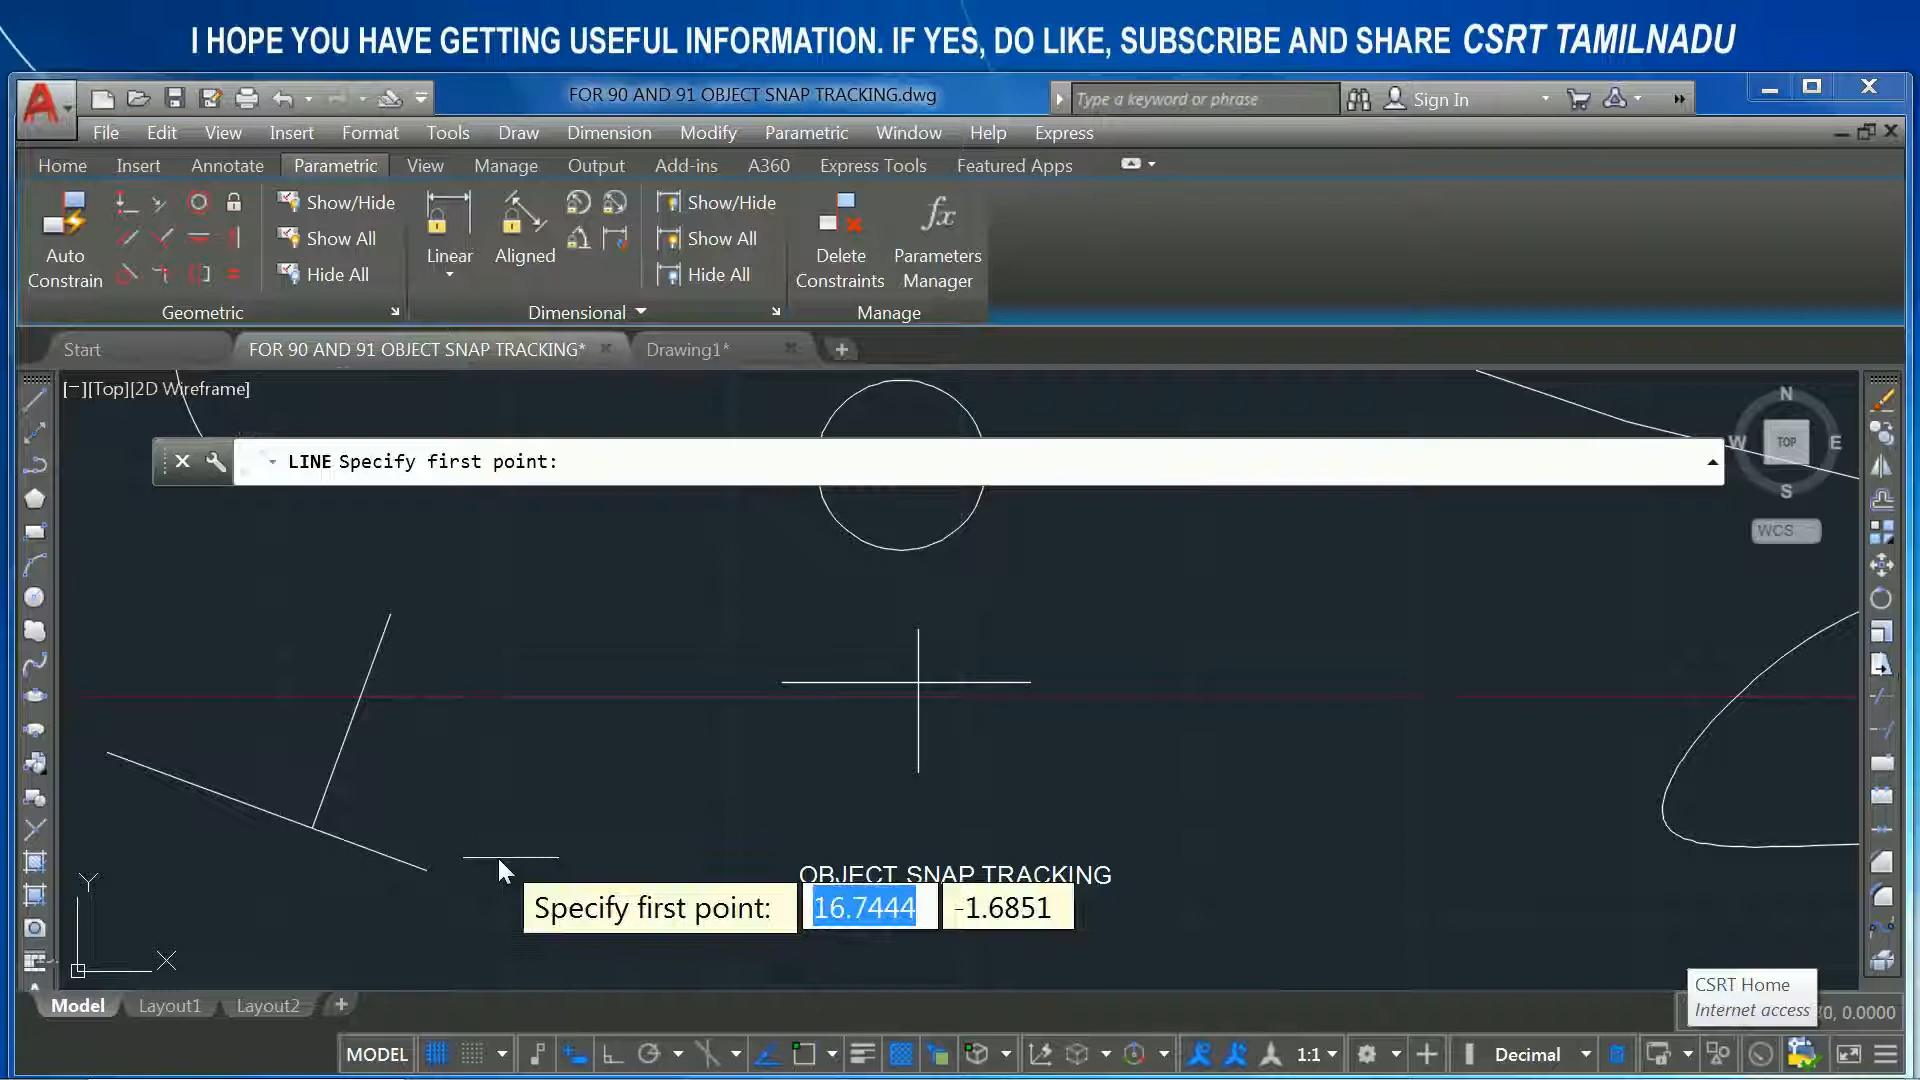 I HOPE YOU HAVE GETTING USEFUL INFORMATION. IF YES, DO LIKE, SUBSCRIBE AND SHARE CSRT TAMILNADU
FOR 90 AND 91 OBJECT SNAP TRACKING.dwg
Type a keyword or phrase
Sign In
File Edit View Insert Format Tools Draw Dimension Modify Parametric Window Help Express
Home Insert Annotate Parametric View Manage Output Add-ins A360 Express Tools Featured Apps
Auto Constrain
Show/Hide
Show All
Hide All
Linear
Aligned
Show/Hide
Show All
Hide All
Delete Constraints
fx
Parameters Manager
Geometric
Dimensional
Manage
Start
FOR 90 AND 91 OBJECT SNAP TRACKING*
Drawing1*
[−][Top][2D Wireframe]
N
W TOP E
S
WCS
LINE Specify first point:
OBJECT SNAP TRACKING
Specify first point: 16.7444 -1.6851
Y
X
CSRT Home
Internet access
Model Layout1 Layout2
0, 0.0000
MODEL
1:1
Decimal